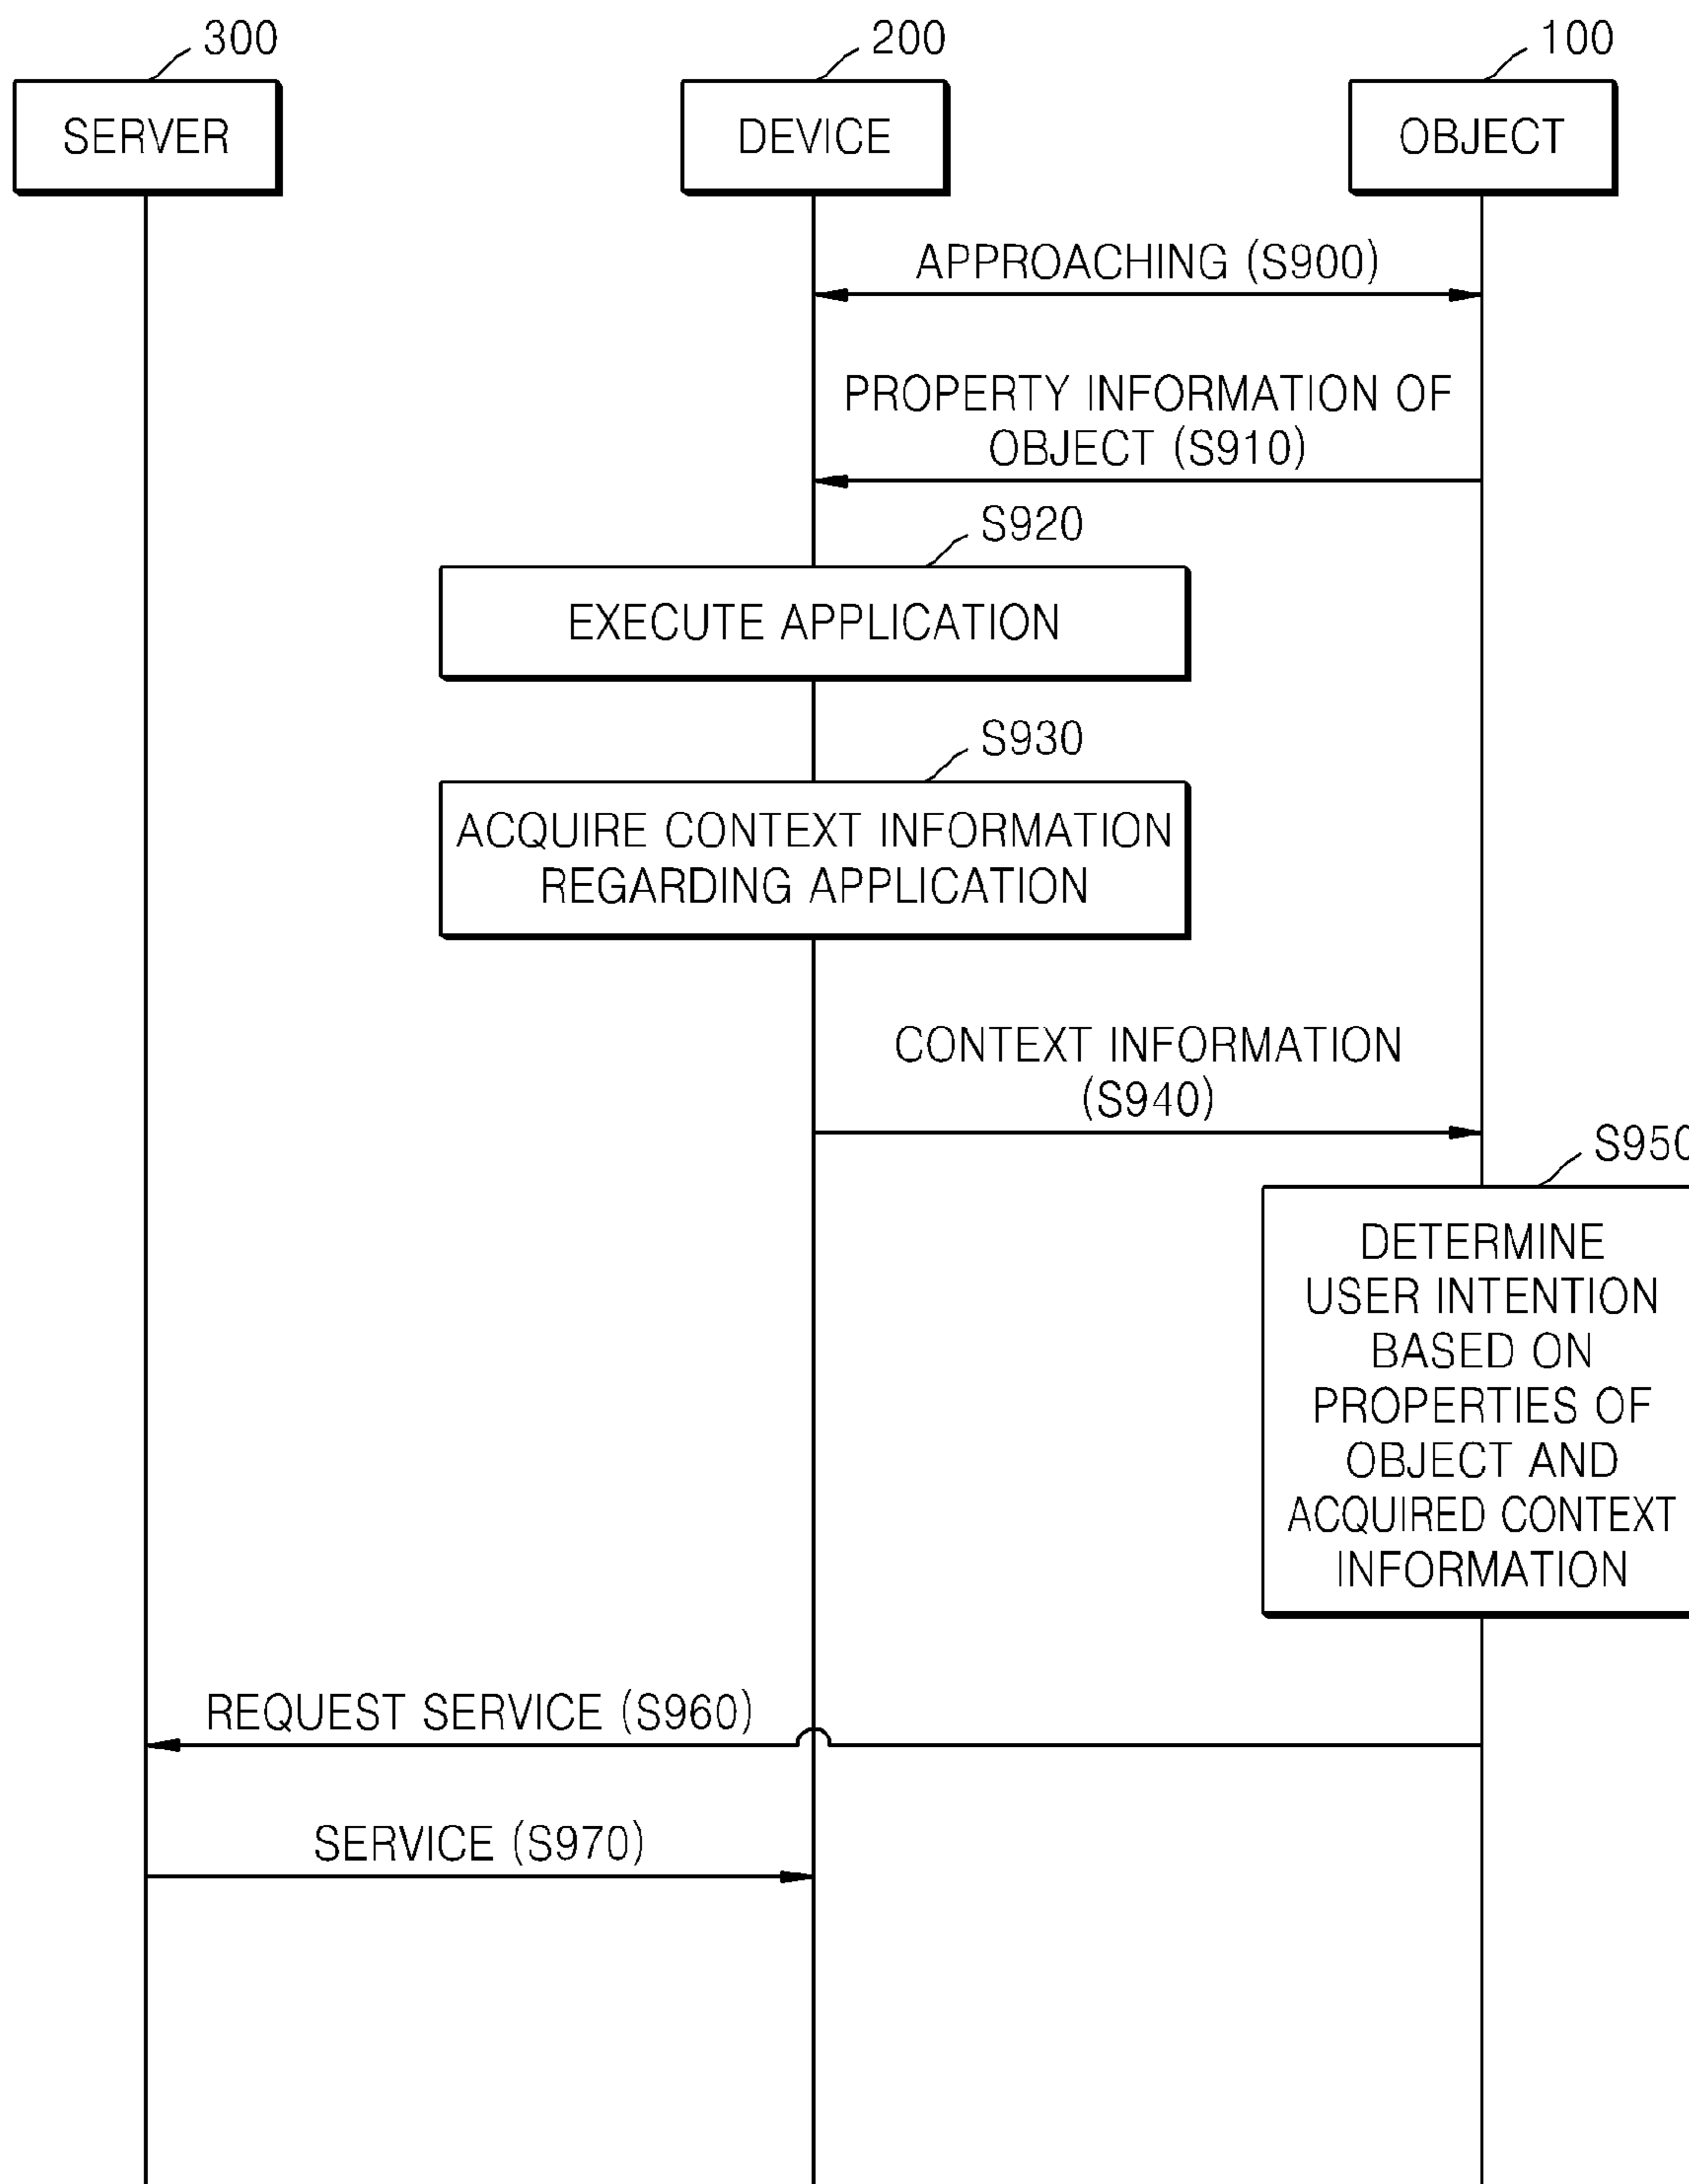 300
200
100
SERVER
DEVICE
OBJECT
APPROACHING (S900)
PROPERTY INFORMATION OF
OBJECT (S910)
S920
EXECUTE APPLICATION
S930
ACQUIRE CONTEXT INFORMATION
REGARDING APPLICATION
CONTEXT INFORMATION
(S940)
S950
DETERMINE
USER INTENTION
BASED ON
PROPERTIES OF
OBJECT AND
ACQUIRED CONTEXT
INFORMATION
REQUEST SERVICE (S960)
SERVICE (S970)